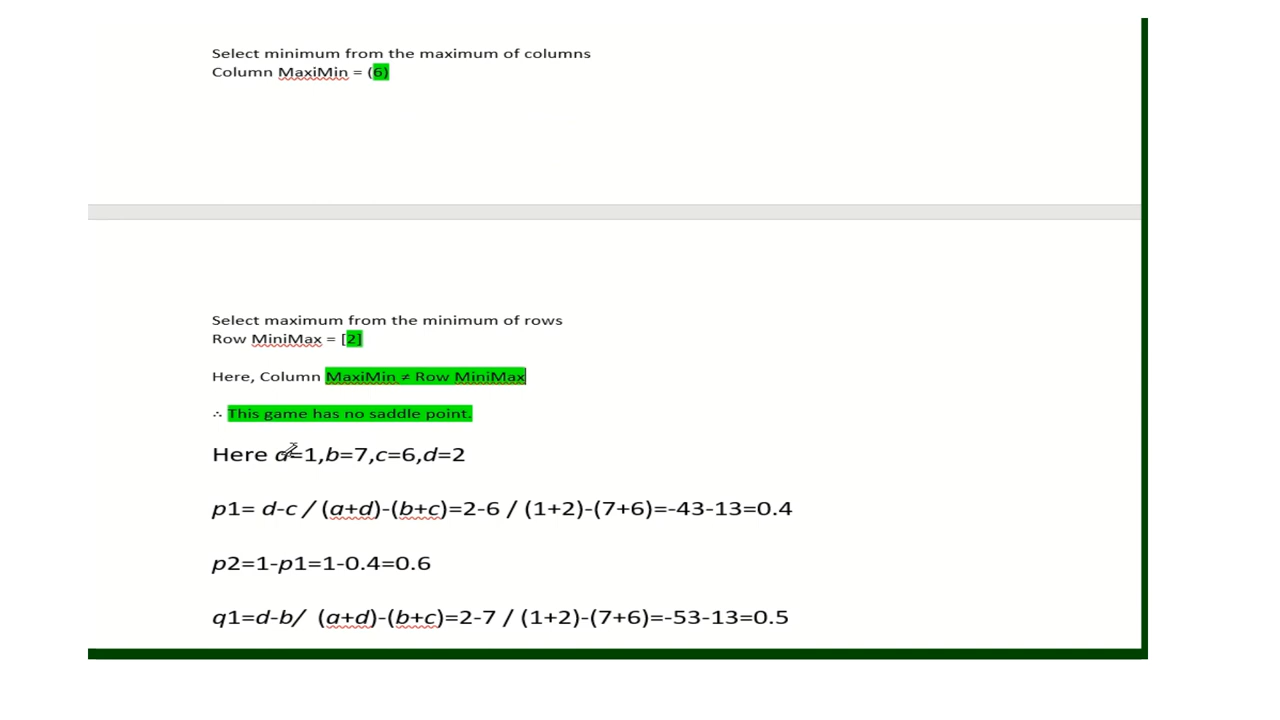 Select minimum from the maximum of columns
Column MaxiMin = (6)
Select maximum from the minimum of rows
Row MiniMax = [2]
Here, Column MaxiMin ≠ Row MiniMax
∴ This game has no saddle point.
Here a=1,b=7,c=6,d=2
p1= d-c / (a+d)-(b+c)=2-6 / (1+2)-(7+6)=-43-13=0.4
p2=1-p1=1-0.4=0.6
q1=d-b/ (a+d)-(b+c)=2-7 / (1+2)-(7+6)=-53-13=0.5